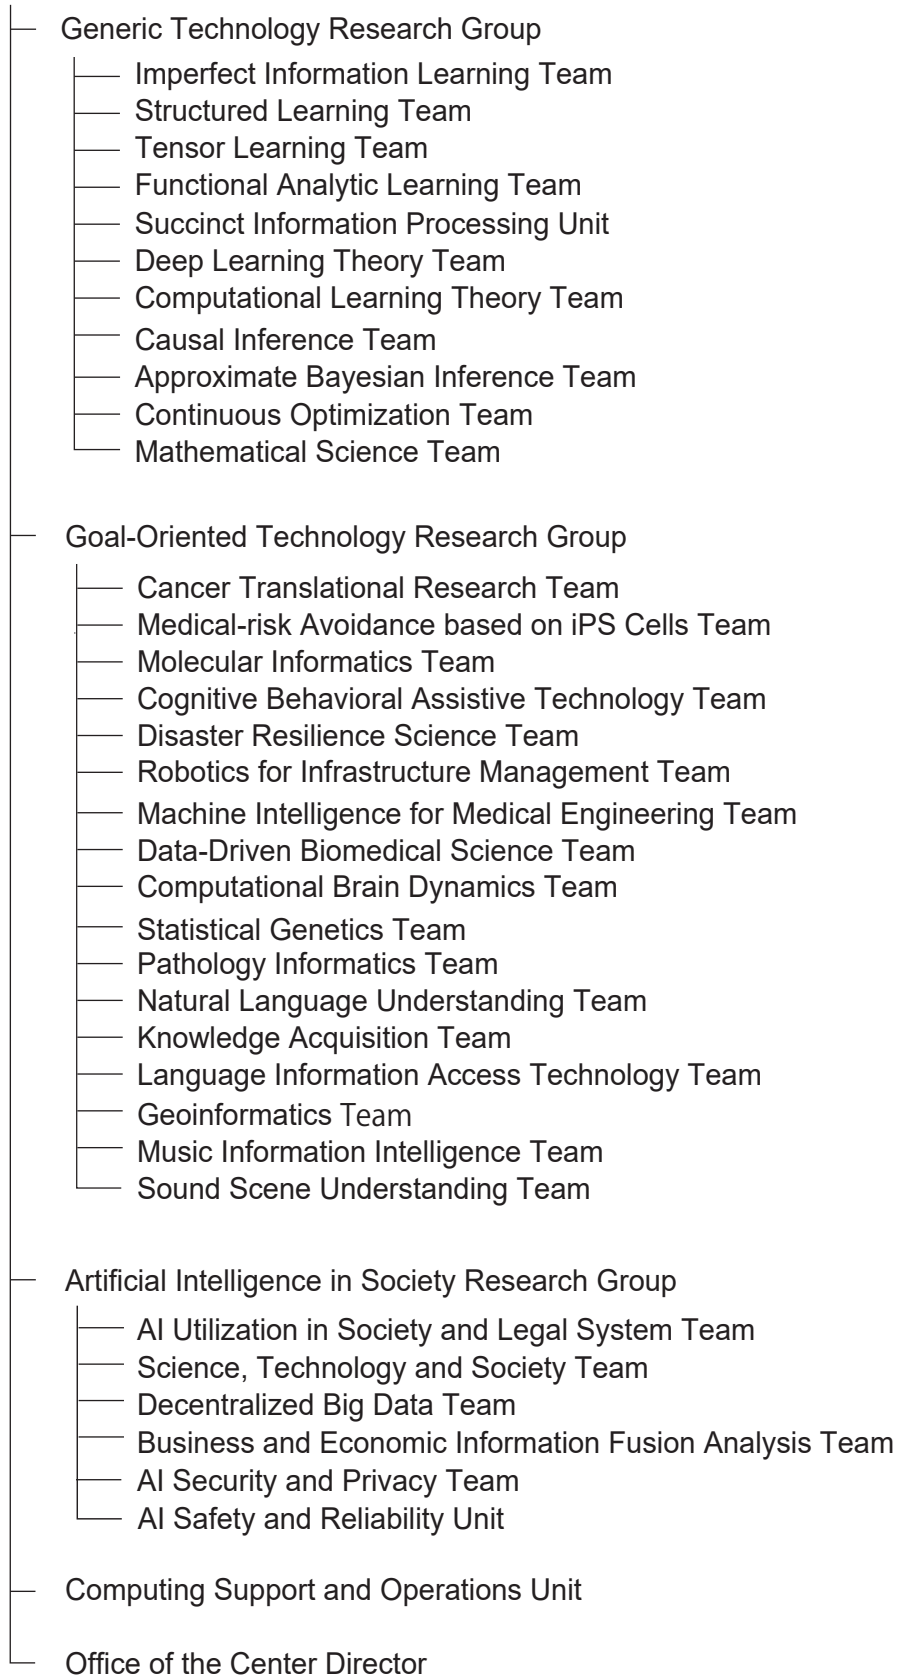 Generic Technology Research Group
Imperfect Information Learning Team
Structured Learning Team
Tensor Learning Team
Functional Analytic Learning Team
Succinct Information Processing Unit
Deep Learning Theory Team
Computational Learning Theory Team
Causal Inference Team
Approximate Bayesian Inference Team
Continuous Optimization Team
Mathematical Science Team
Goal-Oriented Technology Research Group
Cancer Translational Research Team
Medical-risk Avoidance based on iPS Cells Team
Molecular Informatics Team
Cognitive Behavioral Assistive Technology Team
Disaster Resilience Science Team
Robotics for Infrastructure Management Team
Machine Intelligence for Medical Engineering Team
Data-Driven Biomedical Science Team
Computational Brain Dynamics Team
Statistical Genetics Team
Pathology Informatics Team
Natural Language Understanding Team
Knowledge Acquisition Team
Language Information Access Technology Team
Geoinformatics Team
Music Information Intelligence Team
Sound Scene Understanding Team
Artificial Intelligence in Society Research Group
AI Utilization in Society and Legal System Team
Science, Technology and Society Team
Decentralized Big Data Team
Business and Economic Information Fusion Analysis Team
AI Security and Privacy Team
AI Safety and Reliability Unit
Computing Support and Operations Unit
Office of the Center Director